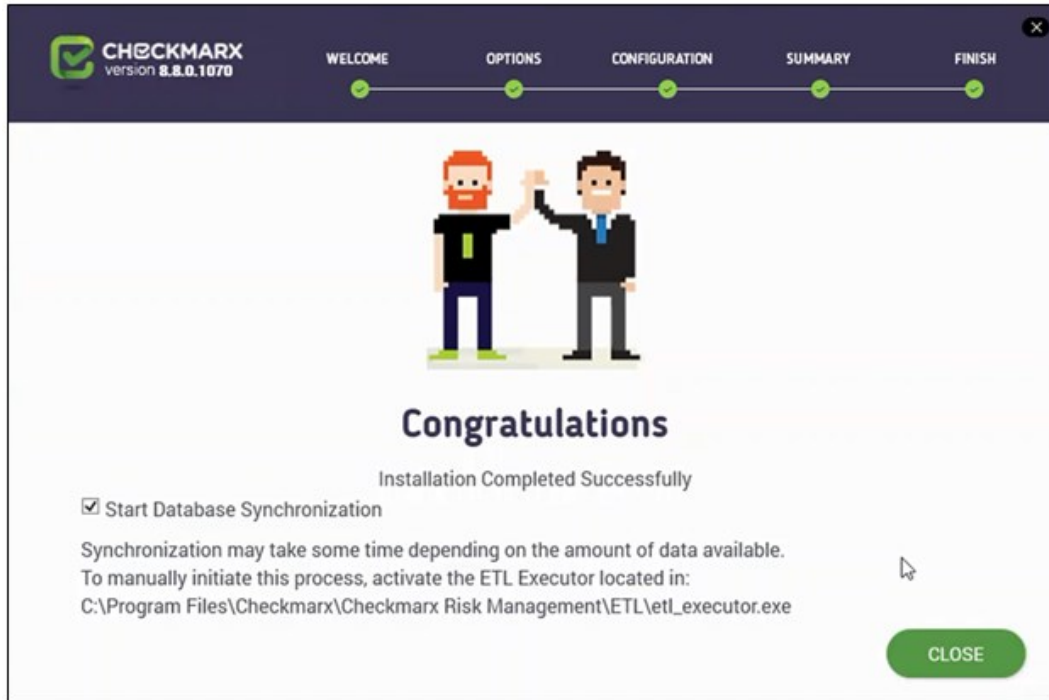 CHECKMARX
version 8.8.0.1070
WELCOME
OPTIONS
CONFIGURATION
SUMMARY
FINISH
Congratulations
Installation Completed Successfully
Start Database Synchronization
Synchronization may take some time depending on the amount of data available.
To manually initiate this process, activate the ETL Executor located in:
C:\Program Files\Checkmarx\Checkmarx Risk Management\ETL\etl_executor.exe
CLOSE